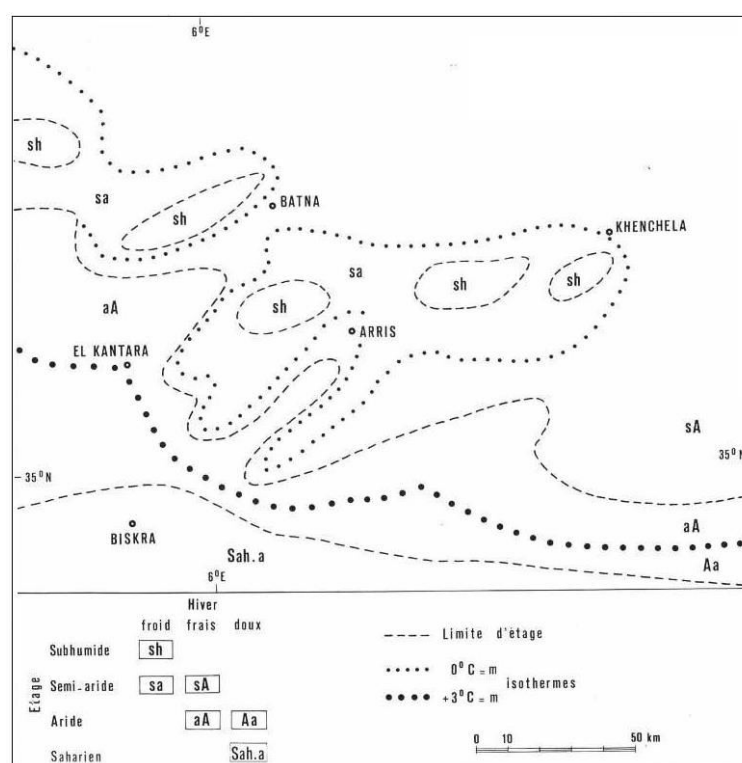 6°E
sh
sa
sh
BATNA
KHENCHELA
sa
sh
sh
sh
aA
ARRIS
EL KANTARA
sA
35°N
35°N
aA
BISKRA
Sah.a
Aa
6°E
Hiver
froid frais doux
Subhumide sh
Semi-aride sa sA
Aride aA Aa
Saharien Sah.a
Etage
Limite d'étage
0°C = m
isothermes
+3°C = m
0 10 50 km